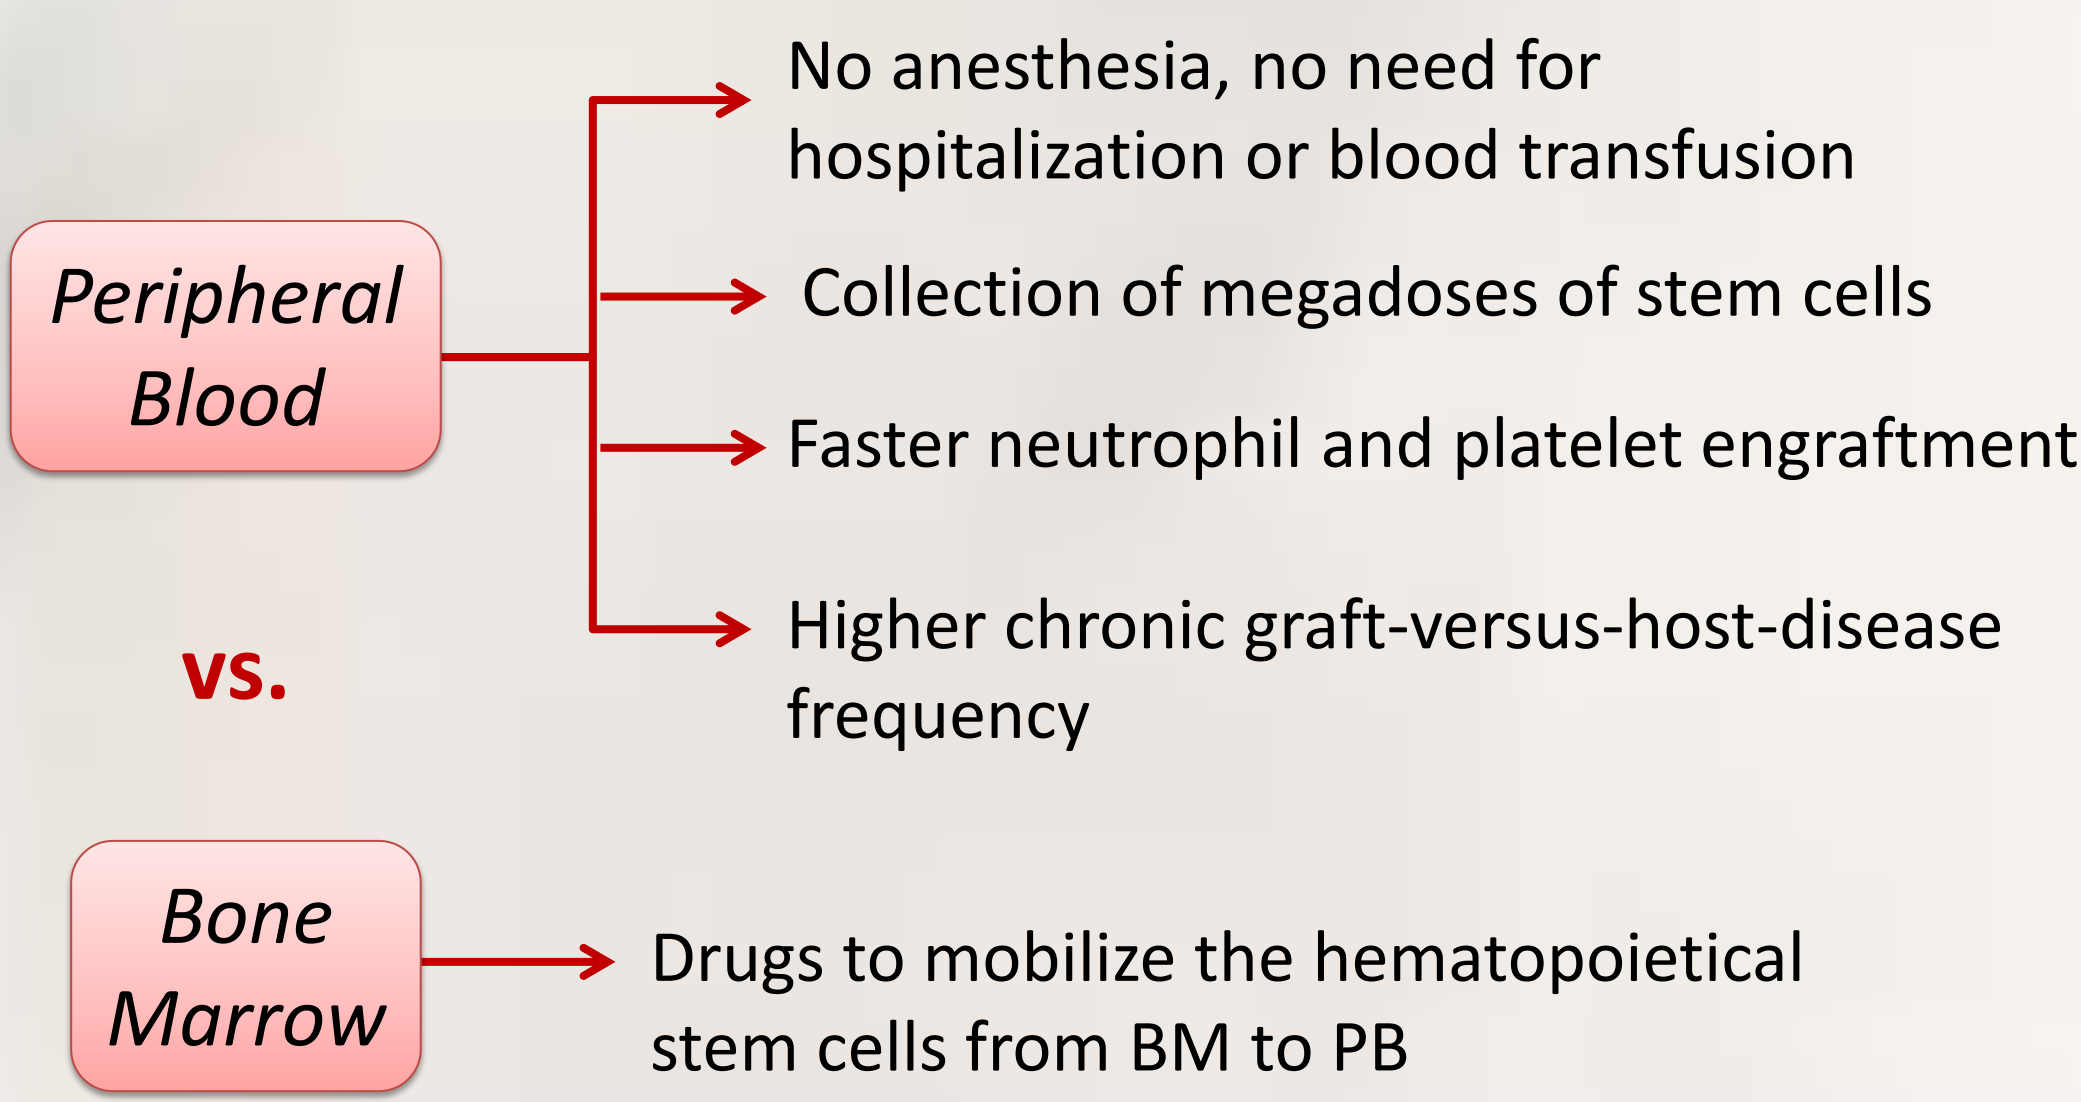 No anesthesia, no need for
hospitalization or blood transfusion
Peripheral
Blood
Collection of megadoses of stem cells
Faster neutrophil and platelet engraftment
Higher chronic graft-versus-host-disease
frequency
vs.
Bone
Marrow
Drugs to mobilize the hematopoietical
stem cells from BM to PB